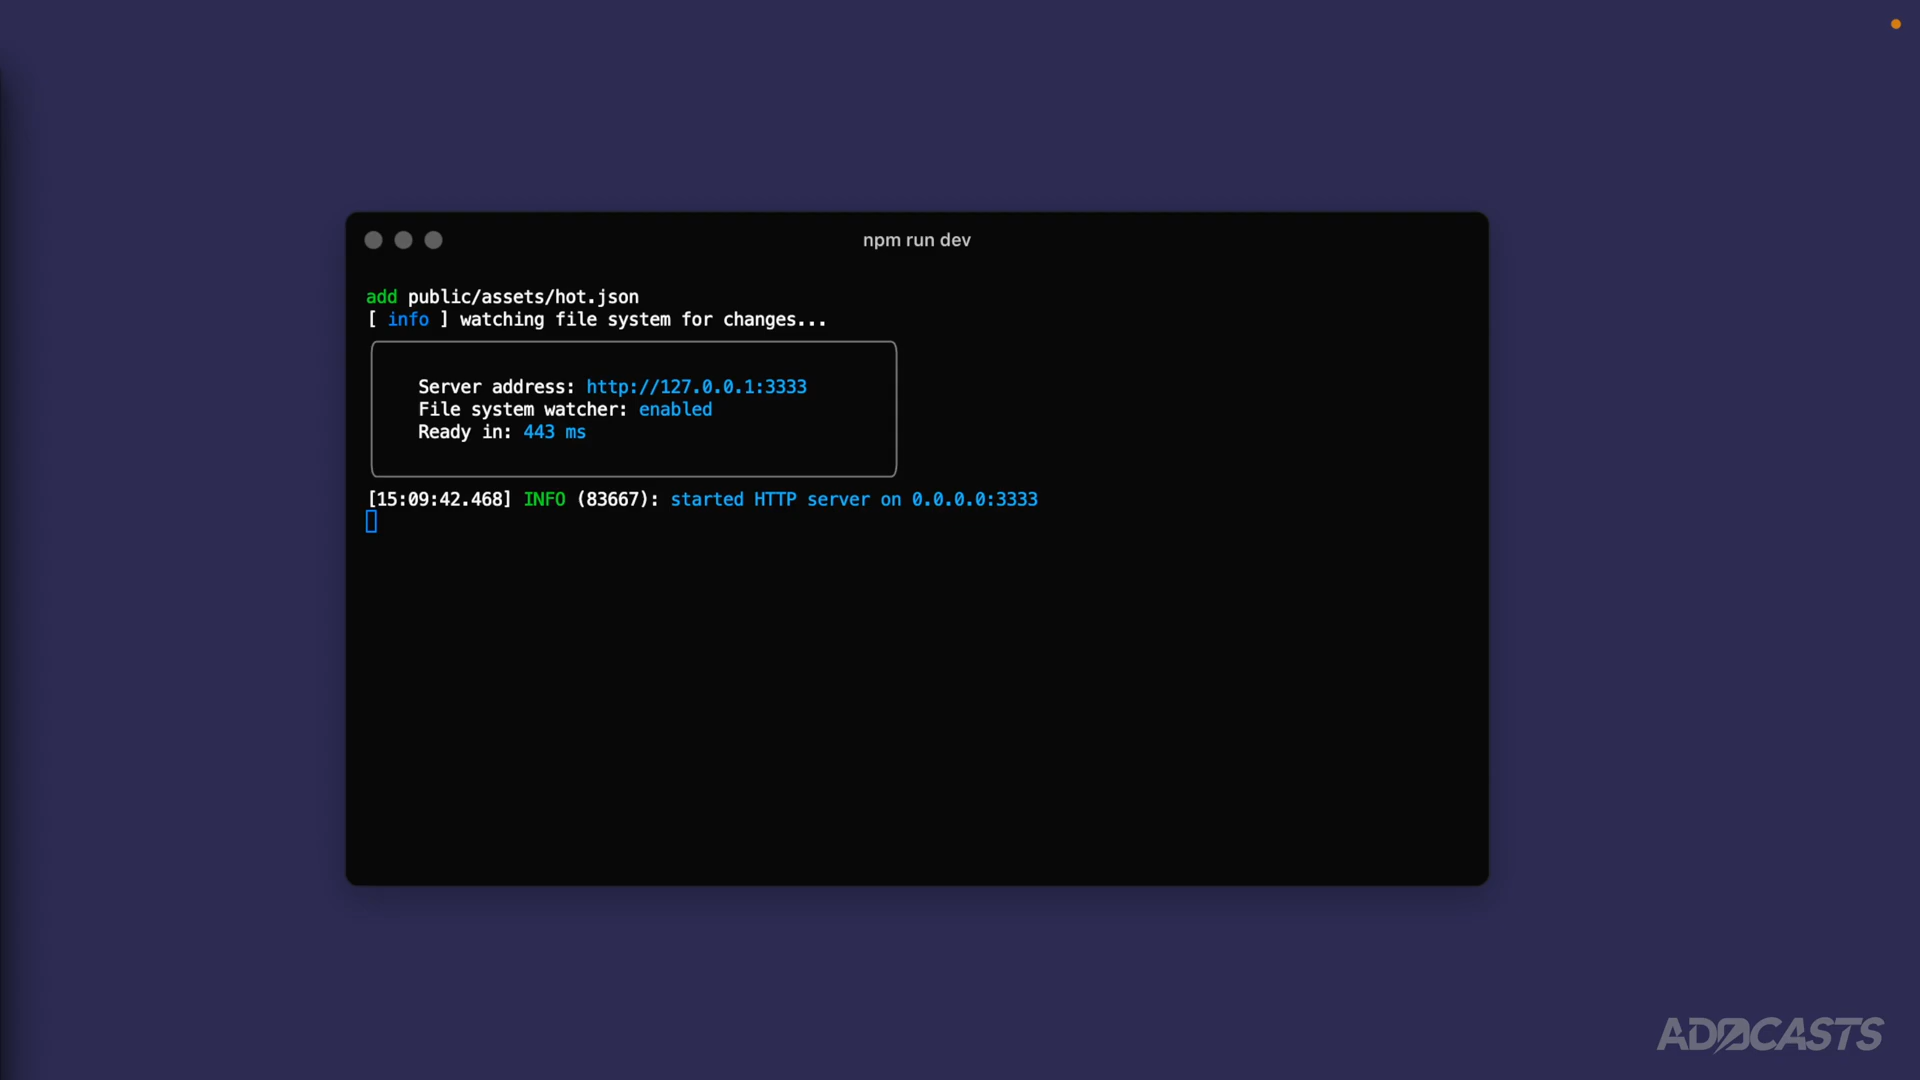 npm run dev
add public/assets/hot.json
[ info ] watching file system for changes...
Server address: http://127.0.0.1:3333
File system watcher: enabled
Ready in: 443 ms
[15:09:42.468] INFO (83667): started HTTP server on 0.0.0.0:3333
ADOCASTS